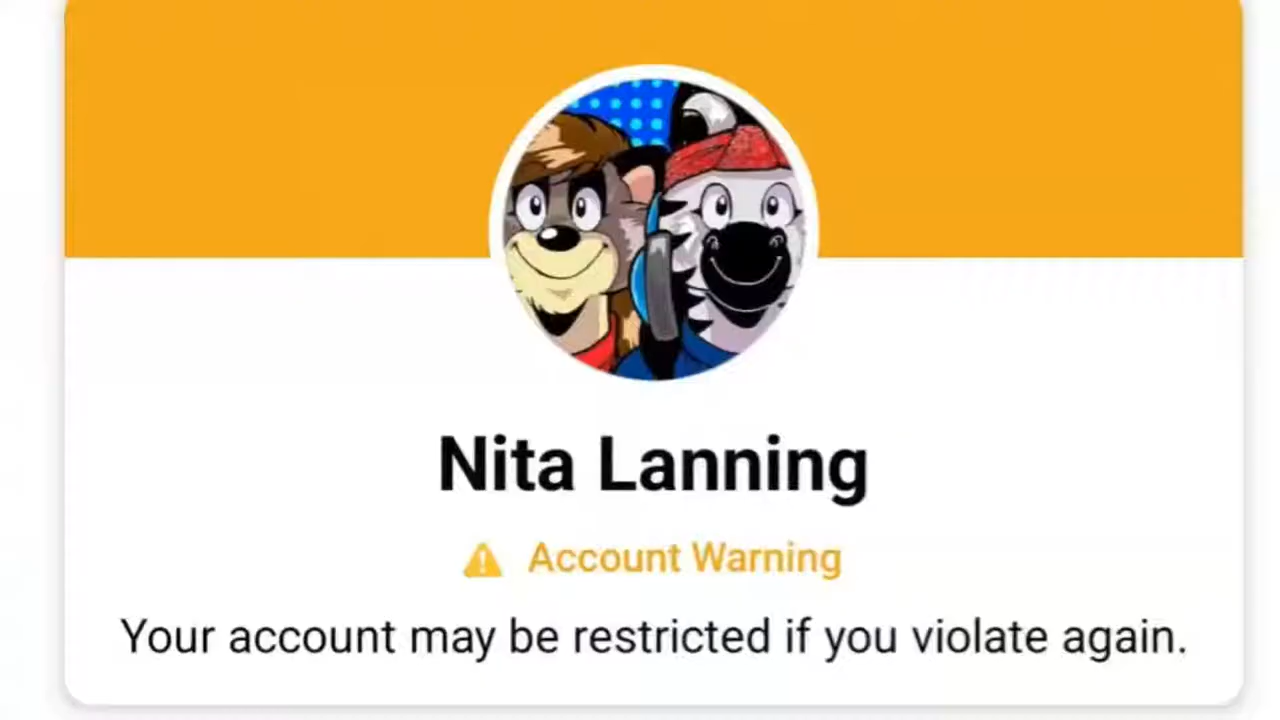 Nita Lanning
Account Warning
Your account may be restricted if you violate again.